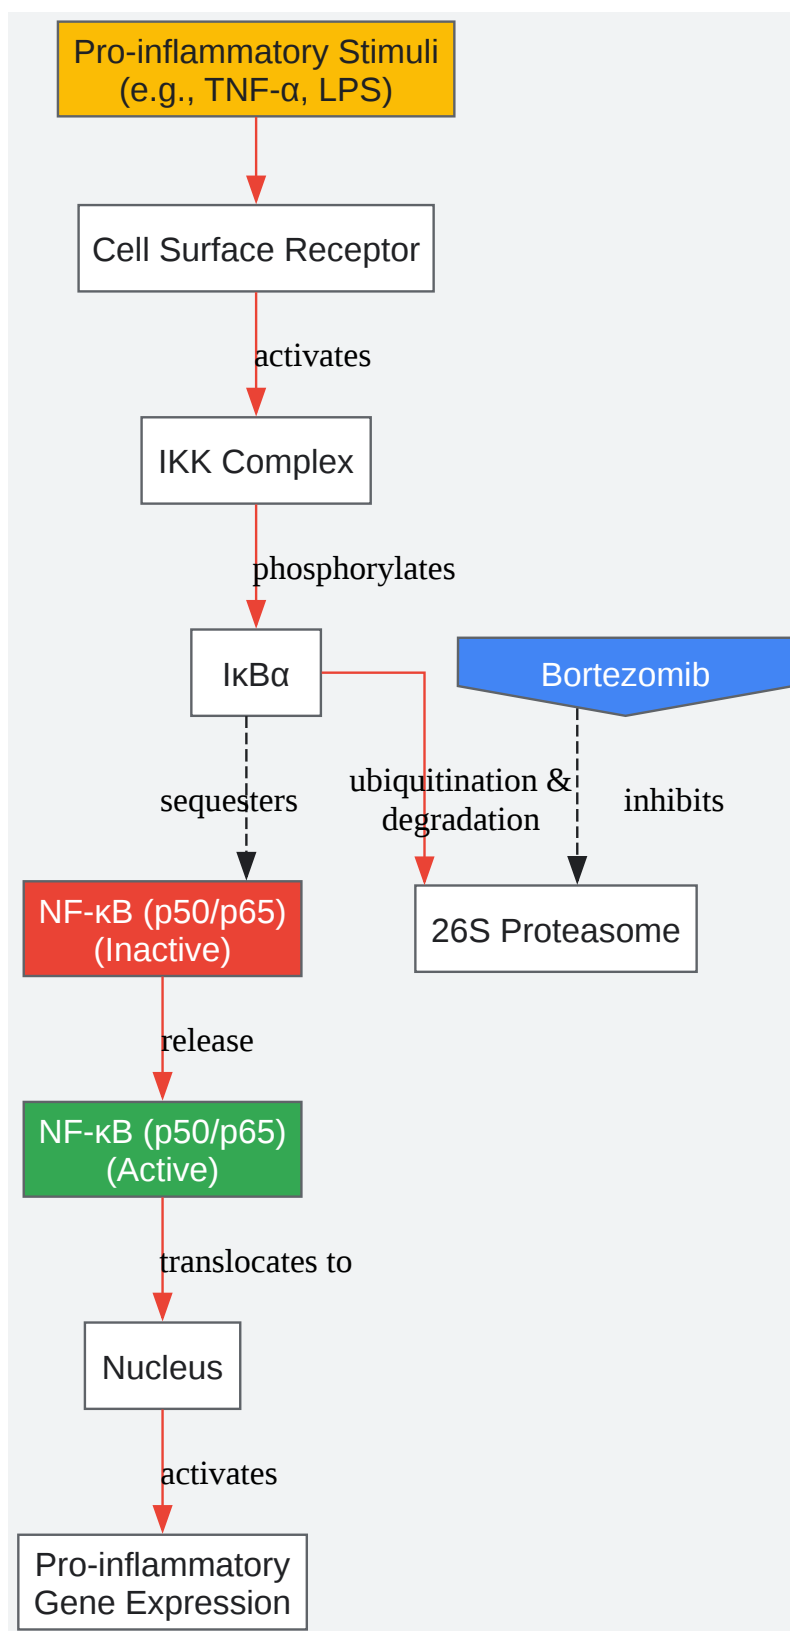 Pro-inflammatory Stimuli
(e.g., TNF-α, LPS)
Cell Surface Receptor
activates
IKK Complex
phosphorylates
IκBα
Bortezomib
sequesters
ubiquitination &
degradation
inhibits
NF-κB (p50/p65)
(Inactive)
26S Proteasome
release
NF-κB (p50/p65)
(Active)
translocates to
Nucleus
activates
Pro-inflammatory
Gene Expression